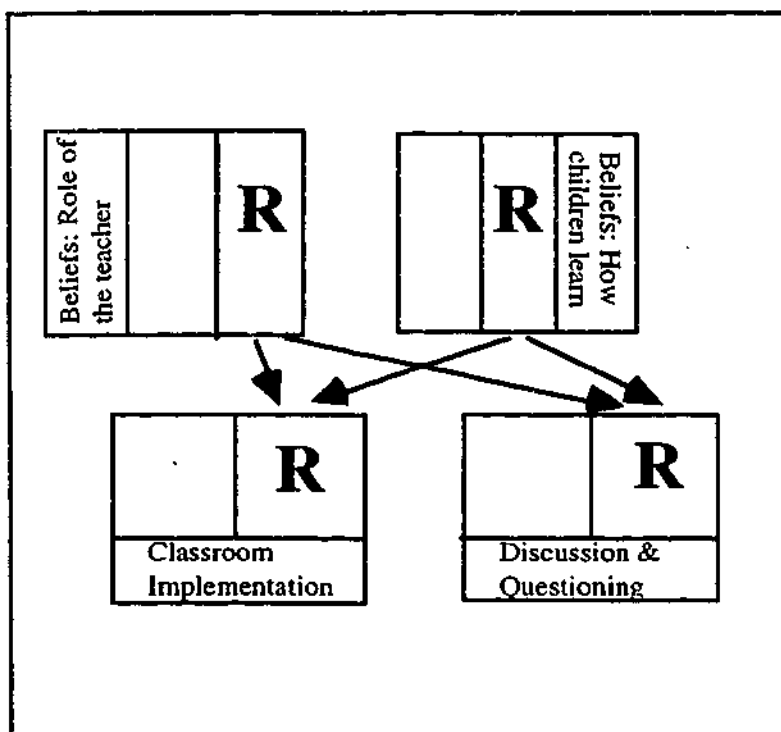 Beliefs: Role of
the teacher
R
R
Beliefs: How
children learn
R
Classroom
Implementation
R
Discussion &
Questioning